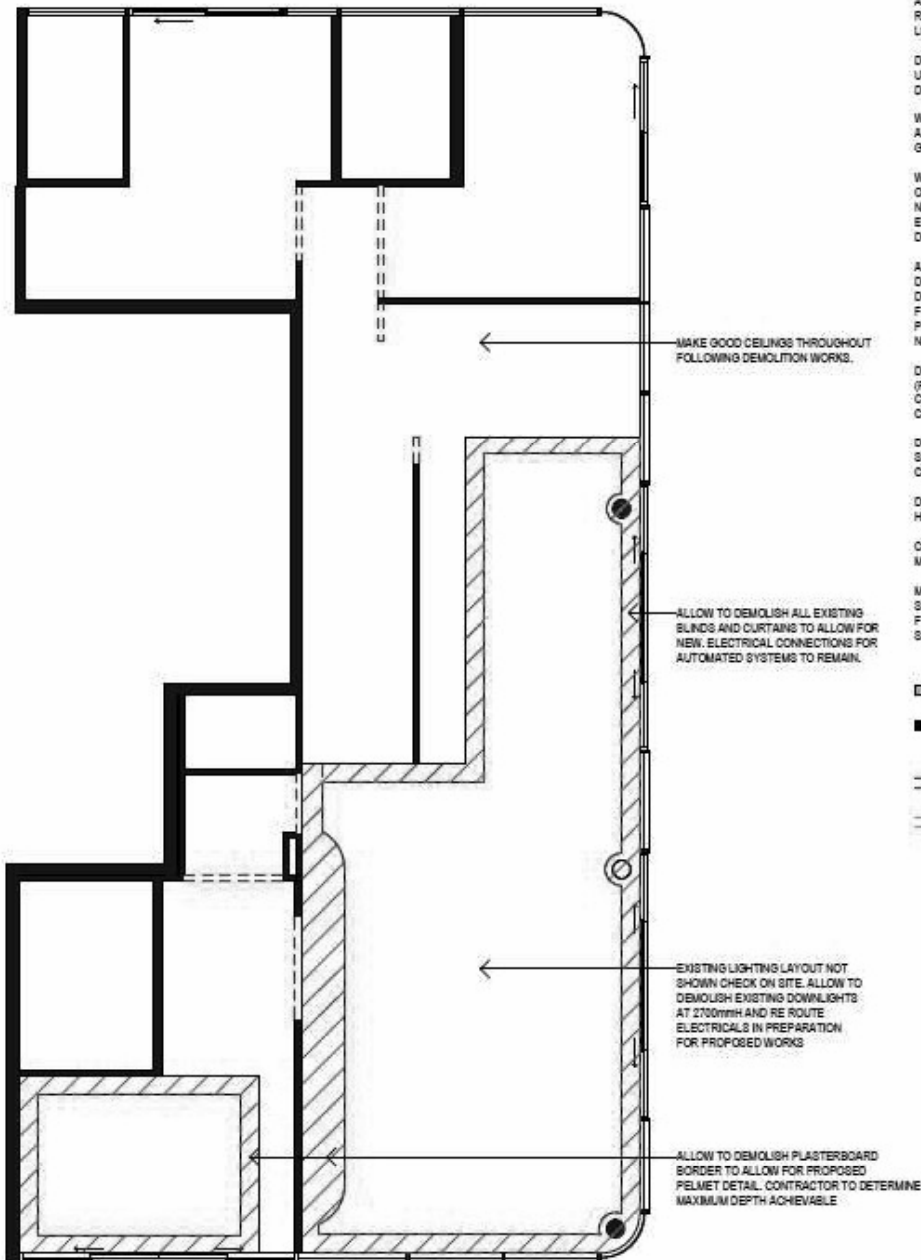 MAKE GOOD CEILINGS THROUGHOUT
FOLLOWING DEMOLITION WORKS.
ALLOW TO DEMOLISH ALL EXISTING
BLINDS AND CURTAINS TO ALLOW FOR
NEW. ELECTRICAL CONNECTIONS FOR
AUTOMATED SYSTEMS TO REMAIN.
EXISTING LIGHTING LAYOUT NOT
SHOWN CHECK ON SITE. ALLOW TO
DEMOLISH EXISTING DOWNLIGHTS
AT 2700mmH AND RE ROUTE
ELECTRICALS IN PREPARATION
FOR PROPOSED WORKS
ALLOW TO DEMOLISH PLASTERBOARD
BORDER TO ALLOW FOR PROPOSED
PELMET DETAIL. CONTRACTOR TO DETERMINE
MAXIMUM DEPTH ACHIEVABLE